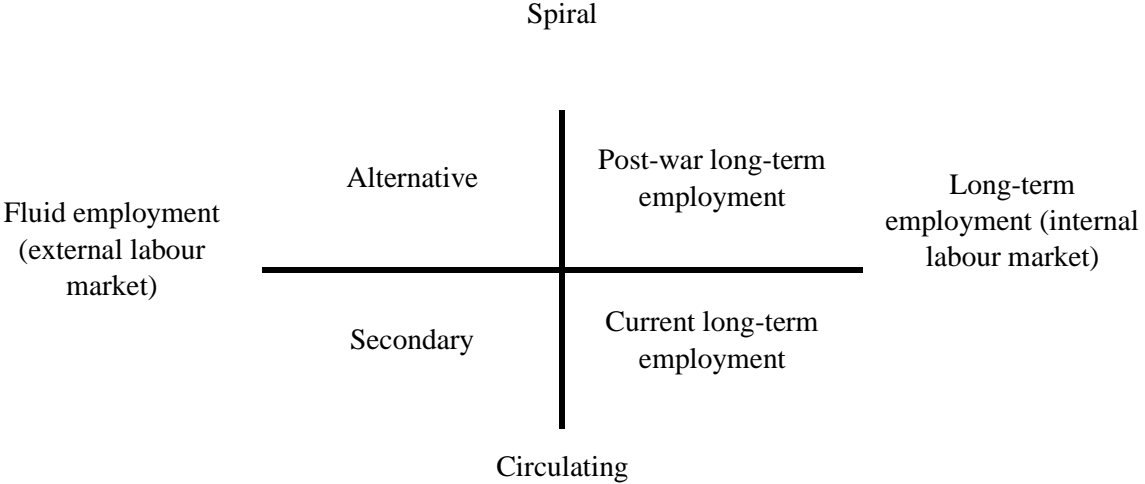 Spiral
Alternative
Post-war long-term
employment
Fluid employment
(external labour
market)
Long-term
employment (internal
labour market)
Secondary
Current long-term
employment
Circulating